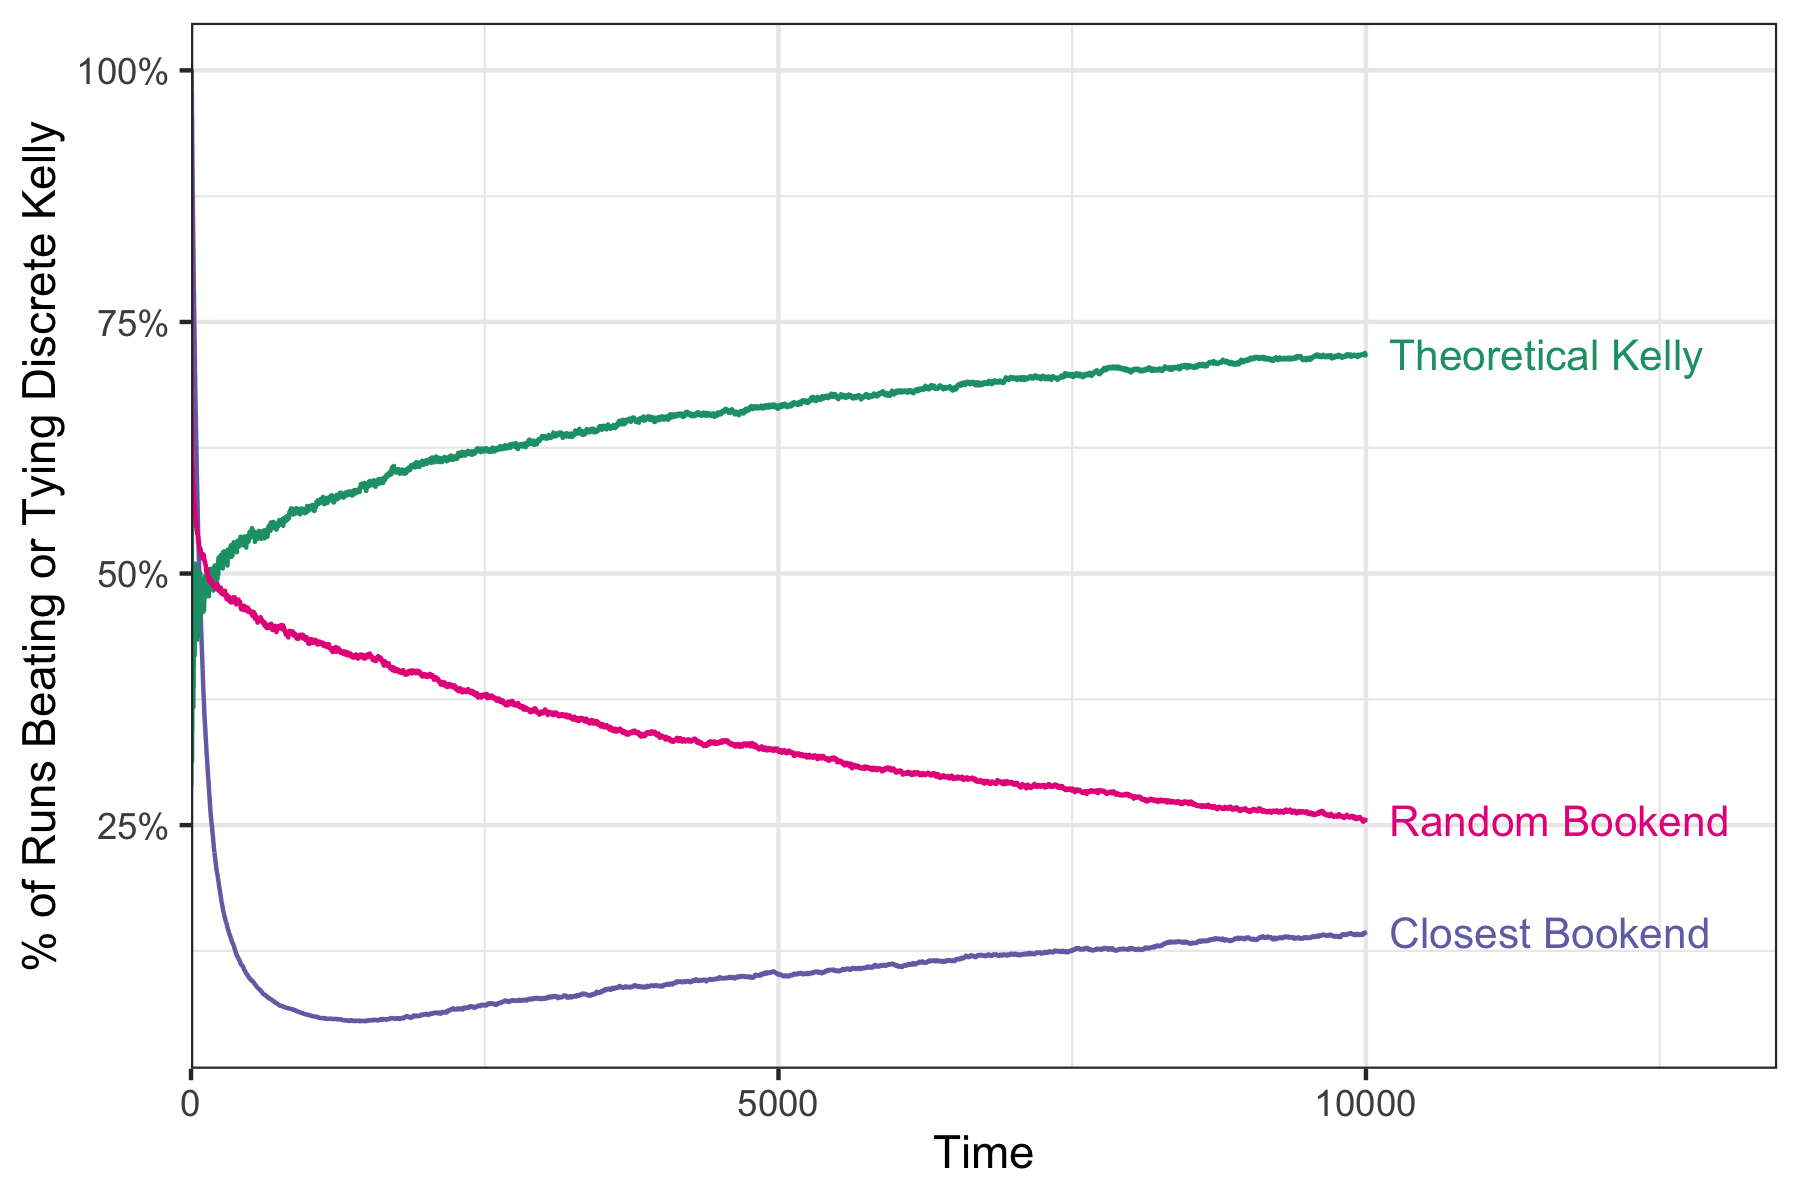 % of Runs Beating or Tying Discrete Kelly
100%
75%
50%
25%
Theoretical Kelly
Random Bookend
Closest Bookend
0
5000
10000
Time